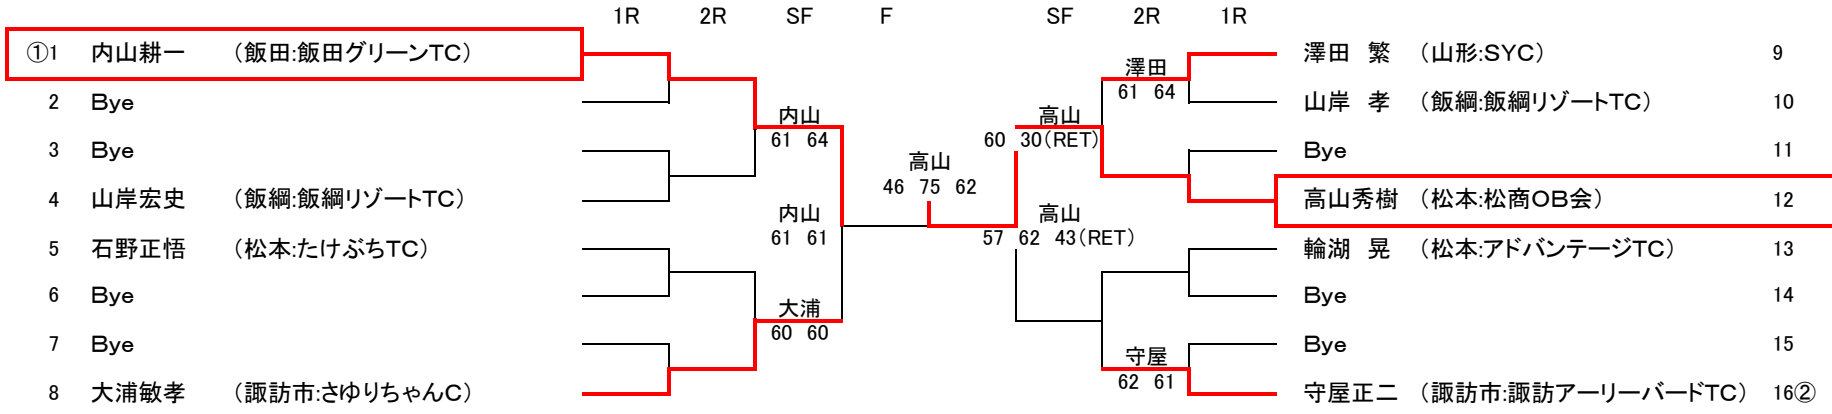 1R 2R SF F SF 2R 1R
①1 内山耕一 （飯田:飯田グリーンTC）
2 Bye
3 Bye
4 山岸宏史 （飯綱:飯綱リゾートTC）
5 石野正悟 （松本:たけぶちTC）
6 Bye
7 Bye
8 大浦敏孝 （諏訪市:さゆりちゃんC）
内山
61 64
内山
61 61
大浦
60 60
高山
46 75 62
高山
60 30（RET）
高山
57 62 43（RET）
澤田
61 64
守屋
62 61
澤田 繁 （山形:SYC） 9
山岸 孝 （飯綱:飯綱リゾートTC） 10
Bye 11
高山秀樹 （松本:松商OB会） 12
輪湖 晃 （松本:アドバンテージTC） 13
Bye 14
Bye 15
守屋正二 （諏訪市:諏訪アーリーバードTC） 16②